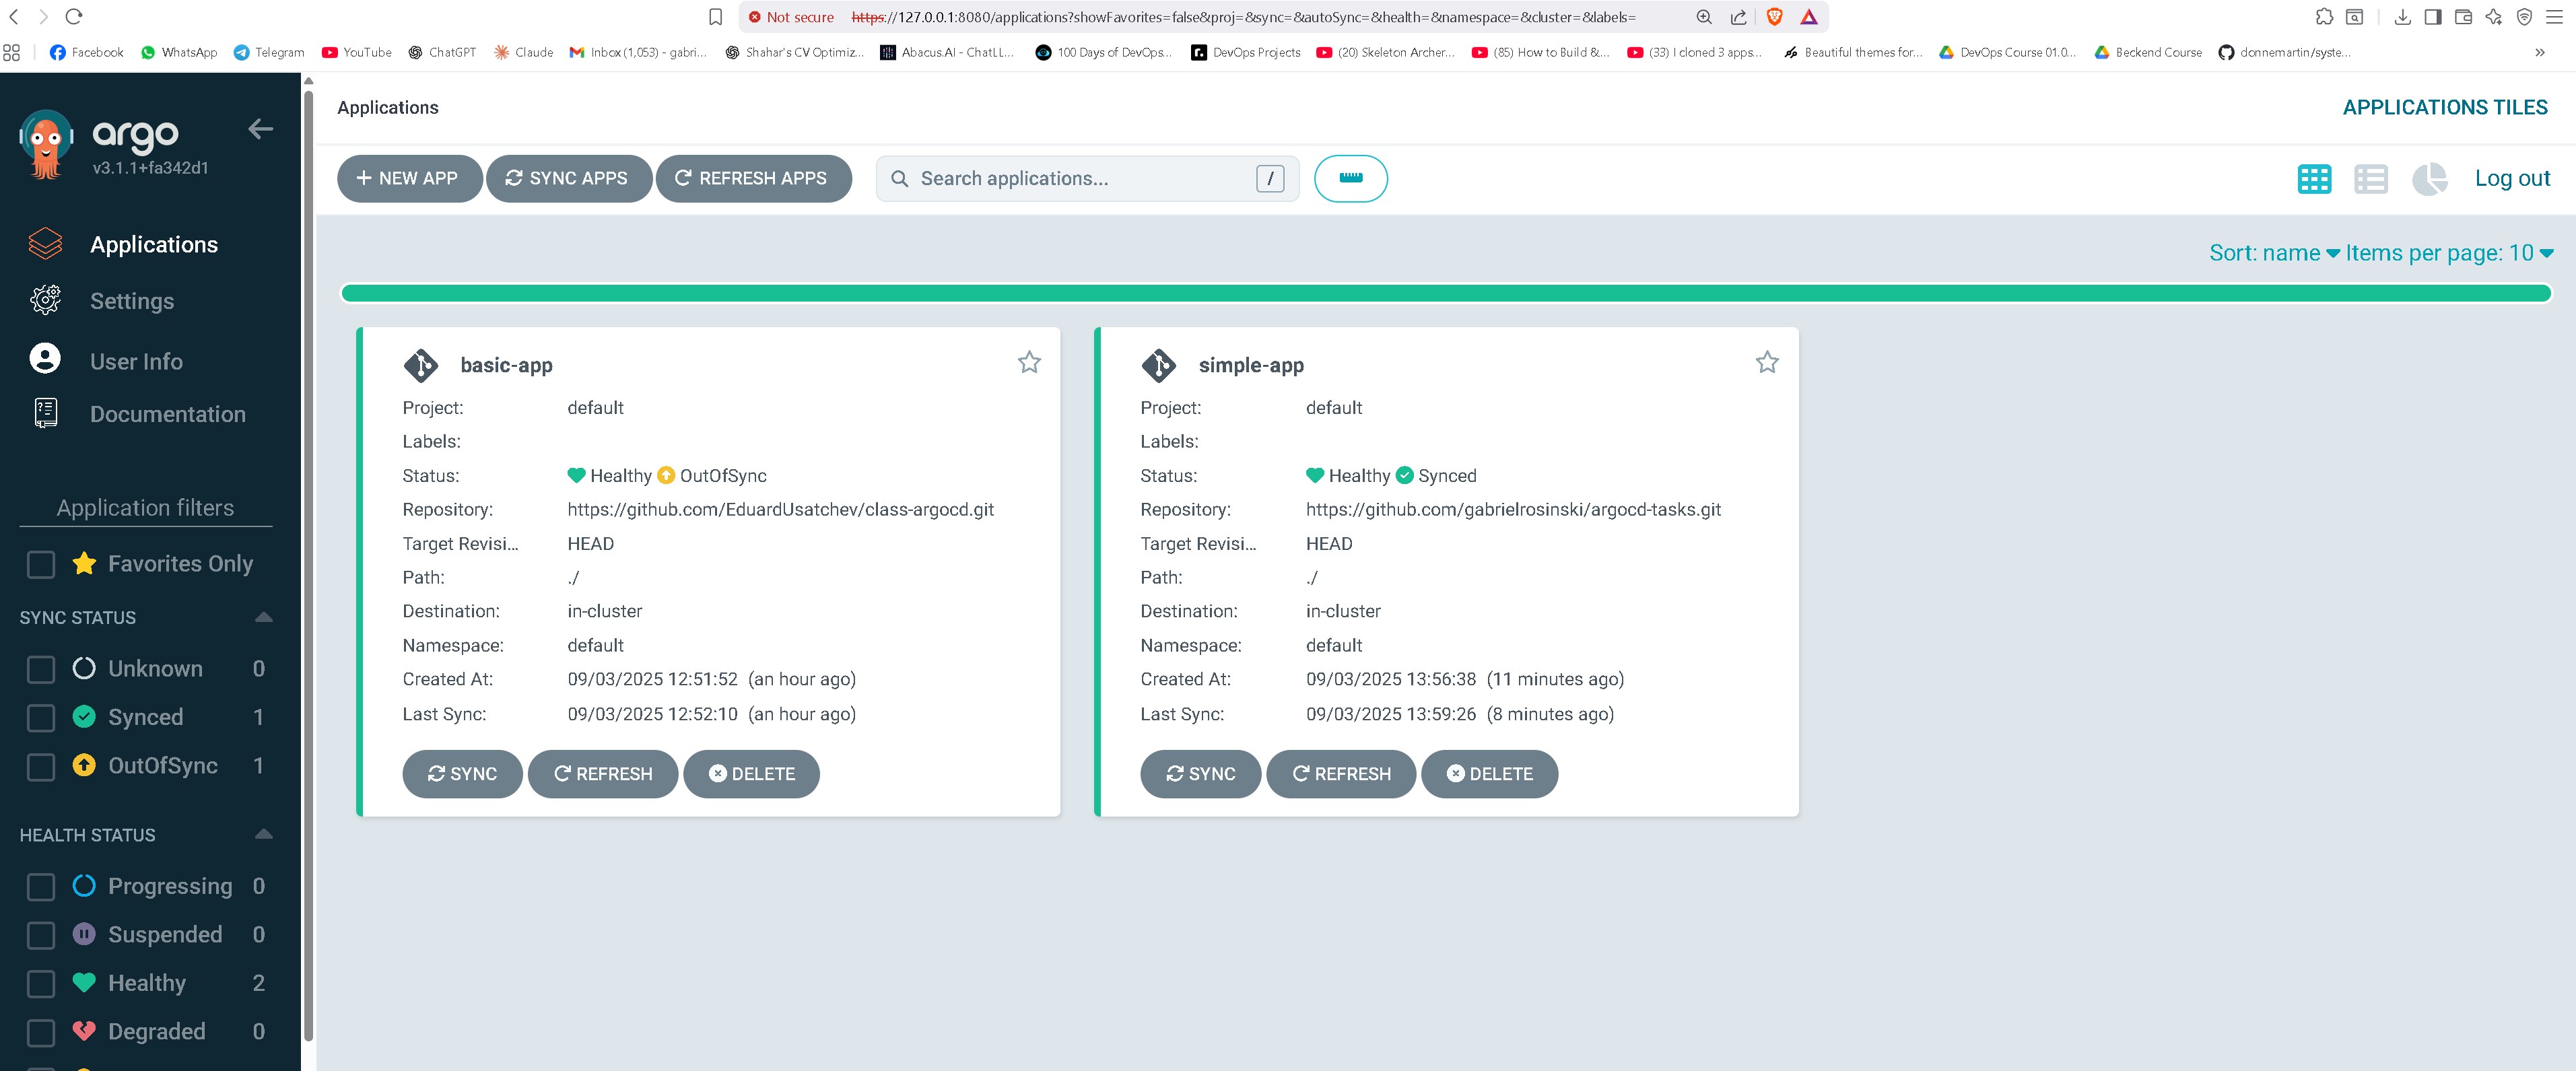 Not secure https://127.0.0.1:8080/applications?showFavorites=false&proj=&sync=&autoSync=&health=&namespace=&cluster=&labels=
Facebook WhatsApp Telegram YouTube ChatGPT Claude Inbox (1,053) - gabri... Shahar's CV Optimiz... Abacus.AI - ChatLL... 100 Days of DevOps... DevOps Projects (20) Skeleton Archer... (85) How to Build &... (33) I cloned 3 apps... Beautiful themes for... DevOps Course 01.0... Beckend Course donnemartin/syste... »
argo
v3.1.1+fa342d1
Applications
Settings
User Info
Documentation
Application filters
Favorites Only
SYNC STATUS
Unknown 0
Synced 1
OutOfSync 1
HEALTH STATUS
Progressing 0
Suspended 0
Healthy 2
Degraded 0
Applications APPLICATIONS TILES
+ NEW APP SYNC APPS REFRESH APPS Search applications... / Log out
Sort: name Items per page: 10
basic-app
Project: default
Labels:
Status: Healthy OutOfSync
Repository: https://github.com/EduardUsatchev/class-argocd.git
Target Revisi... HEAD
Path: ./
Destination: in-cluster
Namespace: default
Created At: 09/03/2025 12:51:52 (an hour ago)
Last Sync: 09/03/2025 12:52:10 (an hour ago)
SYNC REFRESH DELETE
simple-app
Project: default
Labels:
Status: Healthy Synced
Repository: https://github.com/gabrielrosinski/argocd-tasks.git
Target Revisi... HEAD
Path: ./
Destination: in-cluster
Namespace: default
Created At: 09/03/2025 13:56:38 (11 minutes ago)
Last Sync: 09/03/2025 13:59:26 (8 minutes ago)
SYNC REFRESH DELETE